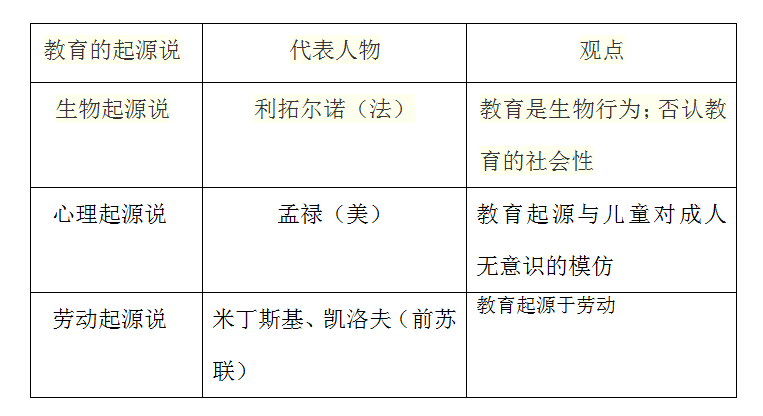 教育的起源说 代表人物 观点
生物起源说 利拓尔诺（法） 教育是生物行为；否认教
育的社会性
心理起源说 孟禄（美） 教育起源与儿童对成人
无意识的模仿
劳动起源说 米丁斯基、凯洛夫（前苏 教育起源于劳动
联）